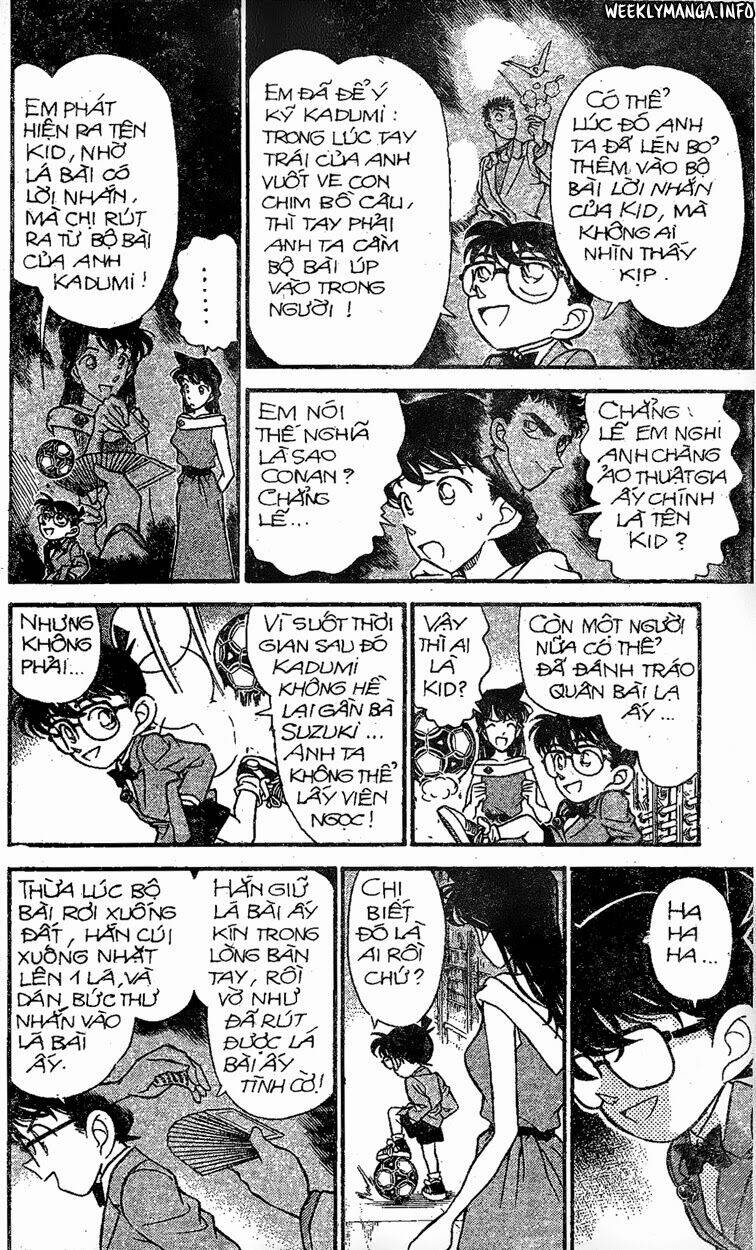 WEEKLYMANGA.INFO
EM PHÁT
HIỆN RA TÊN
KID, NHỜ
LÁ BÀI CÓ
LỜI NHẮN,
MÀ CHỊ RÚT
RA TỪ BỘ BÀI
CỦA ANH
KADUMI!
....
EM ĐÃ ĐỂ Ý
KỸ KADUMI:
TRONG LÚC TAY
TRÁI CỦA ANH
VUỐT VE CON
CHIM BỒ CÂU,
THÌ TAY PHẢI
ANH TA CẦM
BỘ BÀI ÚP
VÀO TRONG
NGƯỜI!
CÓ THỂ
LÚC ĐÓ ANH
TA ĐÃ LÊN BỎ
THÊM VÀO BỘ
BÀI LỜI NHẮN
CỦA KID, MÀ
KHÔNG AI
NHÌN THẤY
KỊP.
EM NÓI
THẾ NGHĨA
LÀ SAO
CONAN?
CHẲNG
LẼ...
CHẲNG
LẼ EM NGHI
ANH CHÀNG
ẢO THUẬT GIA
ẤY CHÍNH
LÀ TÊN
KID?
NHƯNG
KHÔNG
PHẢI...
VÌ SUỐT THỜI
GIAN SAU ĐÓ
KADUMI
KHÔNG HỀ
LẠI GẦN BÀ
SUZUKI...
ANH TA
KHÔNG THỂ
LẤY VIÊN
NGỌC!
VẬY
THÌ AI
LÀ
KID?
CÒN MỘT NGƯỜI
NỮA CÓ THỂ
ĐÃ ĐÁNH TRÁO
QUÂN BÀI LA
ẤY...
THỪA LÚC BỘ
BÀI RƠI XUỐNG
ĐẤT, HẮN CÚI
XUỐNG NHẶT
LÊN 1 LÁ, VÀ
DÁN BỨC THƯ
NHẮN VÀO
LÁ BÀI
ẤY.
HẮN GIỮ
LÁ BÀI ẤY
KÍN TRONG
LÒNG BÀN
TAY, RỒI
VỜ NHƯ
ĐÃ RÚT
ĐƯỢC LÁ
BÀI ẤY
TÌNH CỜ!
CHỊ
BIẾT
ĐÓ LÀ
AI RỒI
CHỨ?
HA
HA
HA...